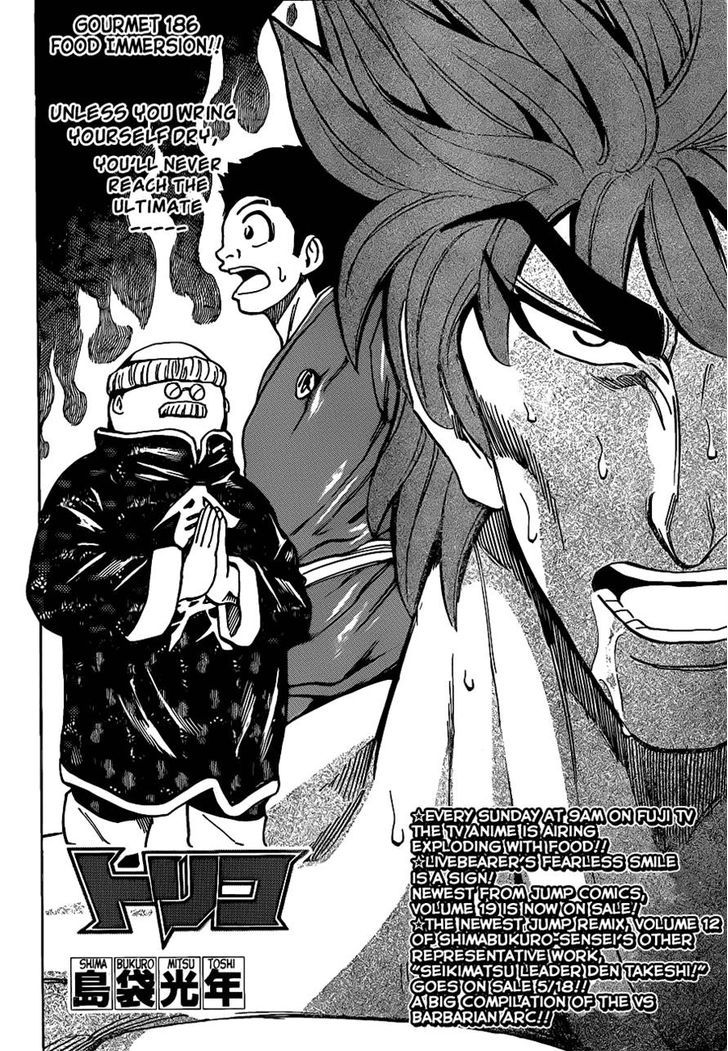 GOURMET 186
FOOD IMMERSION!!
UNLESS YOU WRING
YOURSELF DRY,
YOU'LL NEVER
REACH THE
ULTIMATE
-----
トリコ
SHIMA BUKURO MITSU TOSHI
島袋光年
☆EVERY SUNDAY AT 9AM ON FUJI TV
THE TV ANIME IS AIRING
EXPLODING WITH FOOD!!
☆LIVEBEARER'S FEARLESS SMILE
IS A SIGN!
NEWEST FROM JUMP COMICS,
VOLUME 19 IS NOW ON SALE!
☆THE NEWEST JUMP REMIX, VOLUME 12
OF SHIMABUKURO-SENSEI'S OTHER
REPRESENTATIVE WORK,
"SEIKIMATSU LEADER DEN TAKESHI!"
GOES ON SALE 5/18!!
A BIG COMPILATION OF THE VS
BARBARIAN ARC!!